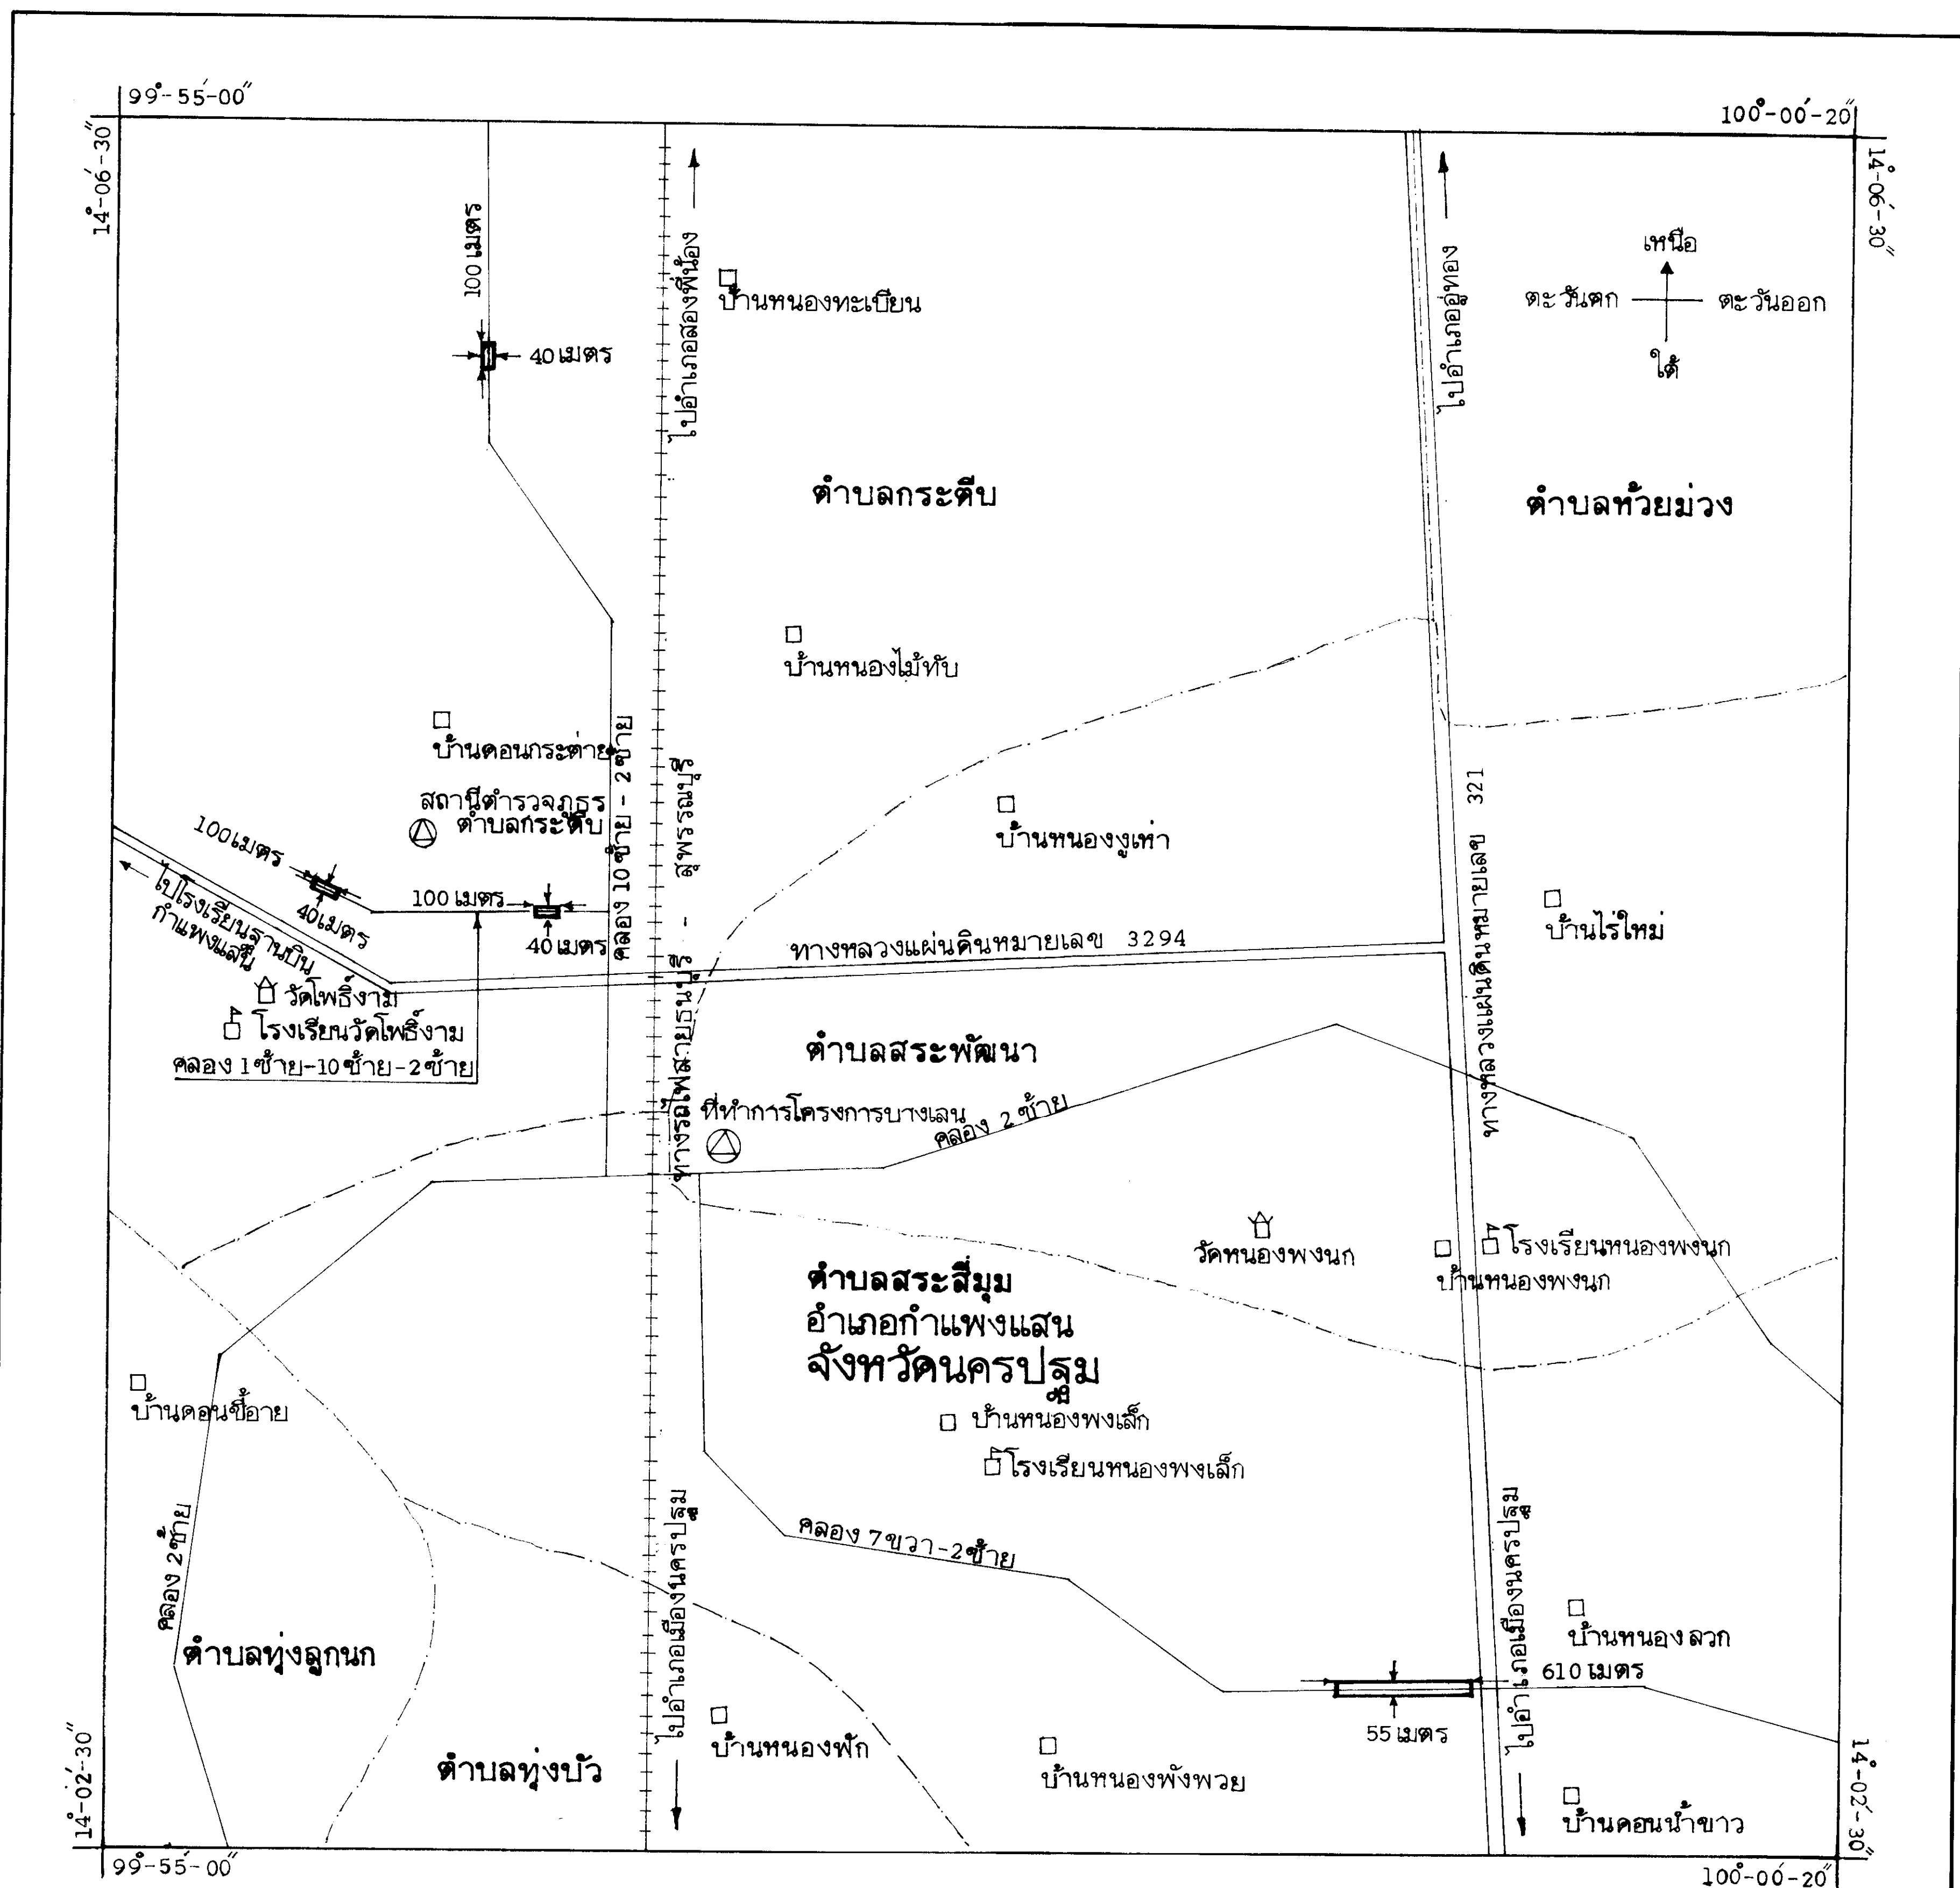 99°-55′-00″
100°-00′-20″
14°-06′-30″
14°-06′-30″
เหนือ
ตะวันตก
ตะวันออก
ใต้
100 เมตร
40 เมตร
ไปอำเภอสองพี่น้อง
บ้านหนองทะเบียน
ไปอำเภออู่ทอง
ตำบลกระตีบ
ตำบลห้วยม่วง
บ้านหนองไม้ทับ
บ้านดอนกระต่าย
สถานีตำรวจภูธร
ตำบลกระตีบ
คลอง 10 ซ้าย - 2 ซ้าย
ทางรถไฟสายธนบุรี - สุพรรณบุรี
บ้านหนองงูเห่า
ทางหลวงแผ่นดินหมายเลข 321
บ้านไร่ใหม่
100 เมตร
40 เมตร
100 เมตร
40 เมตร
ไปโรงเรียนฐานบิน
กำแพงแสน
ทางหลวงแผ่นดินหมายเลข 3294
วัดโพธิ์งาม
โรงเรียนวัดโพธิ์งาม
คลอง 1 ซ้าย-10 ซ้าย-2 ซ้าย
ตำบลสระพัฒนา
ที่ทำการโครงการบางเลน
คลอง 2 ซ้าย
วัดหนองพงนก
โรงเรียนหนองพงนก
บ้านหนองพงนก
ตำบลสระสี่มุม
อำเภอกำแพงแสน
จังหวัดนครปฐม
บ้านดอนขี้อาย
บ้านหนองพงเล็ก
โรงเรียนหนองพงเล็ก
คลอง 2 ซ้าย
คลอง 7 ขวา-2 ซ้าย
ไปอำเภอเมืองนครปฐม
ไปอำเภอเมืองนครปฐม
ตำบลทุ่งลูกนก
บ้านหนองลวก
610 เมตร
55 เมตร
บ้านหนองฟัก
ตำบลทุ่งบัว
บ้านหนองพังพวย
บ้านดอนน้ำขาว
14°-02′-30″
14°-02′-30″
99°-55′-00″
100°-00′-20″